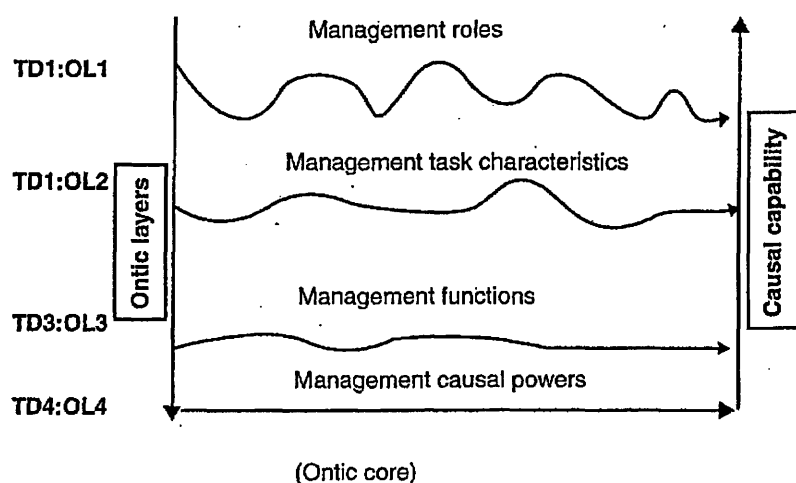 Management roles
TD1:OL1
Management task characteristics
TD1:OL2
Ontic layers
Causal capability
Management functions
TD3:OL3
Management causal powers
TD4:OL4
(Ontic core)